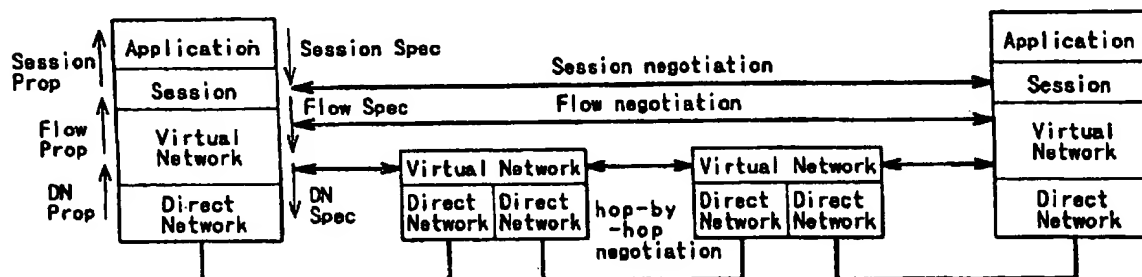 Session
Prop
Flow
Prop
DN
Prop
Application
Session
Virtual
Network
Direct
Network
Session Spec
Flow Spec
DN
Spec
Session negotiation
Flow negotiation
Virtual Network
Direct
Network
Direct
Network
hop-by
-hop
negotiation
Virtual Network
Direct
Network
Direct
Network
Application
Session
Virtual
Network
Direct
Network